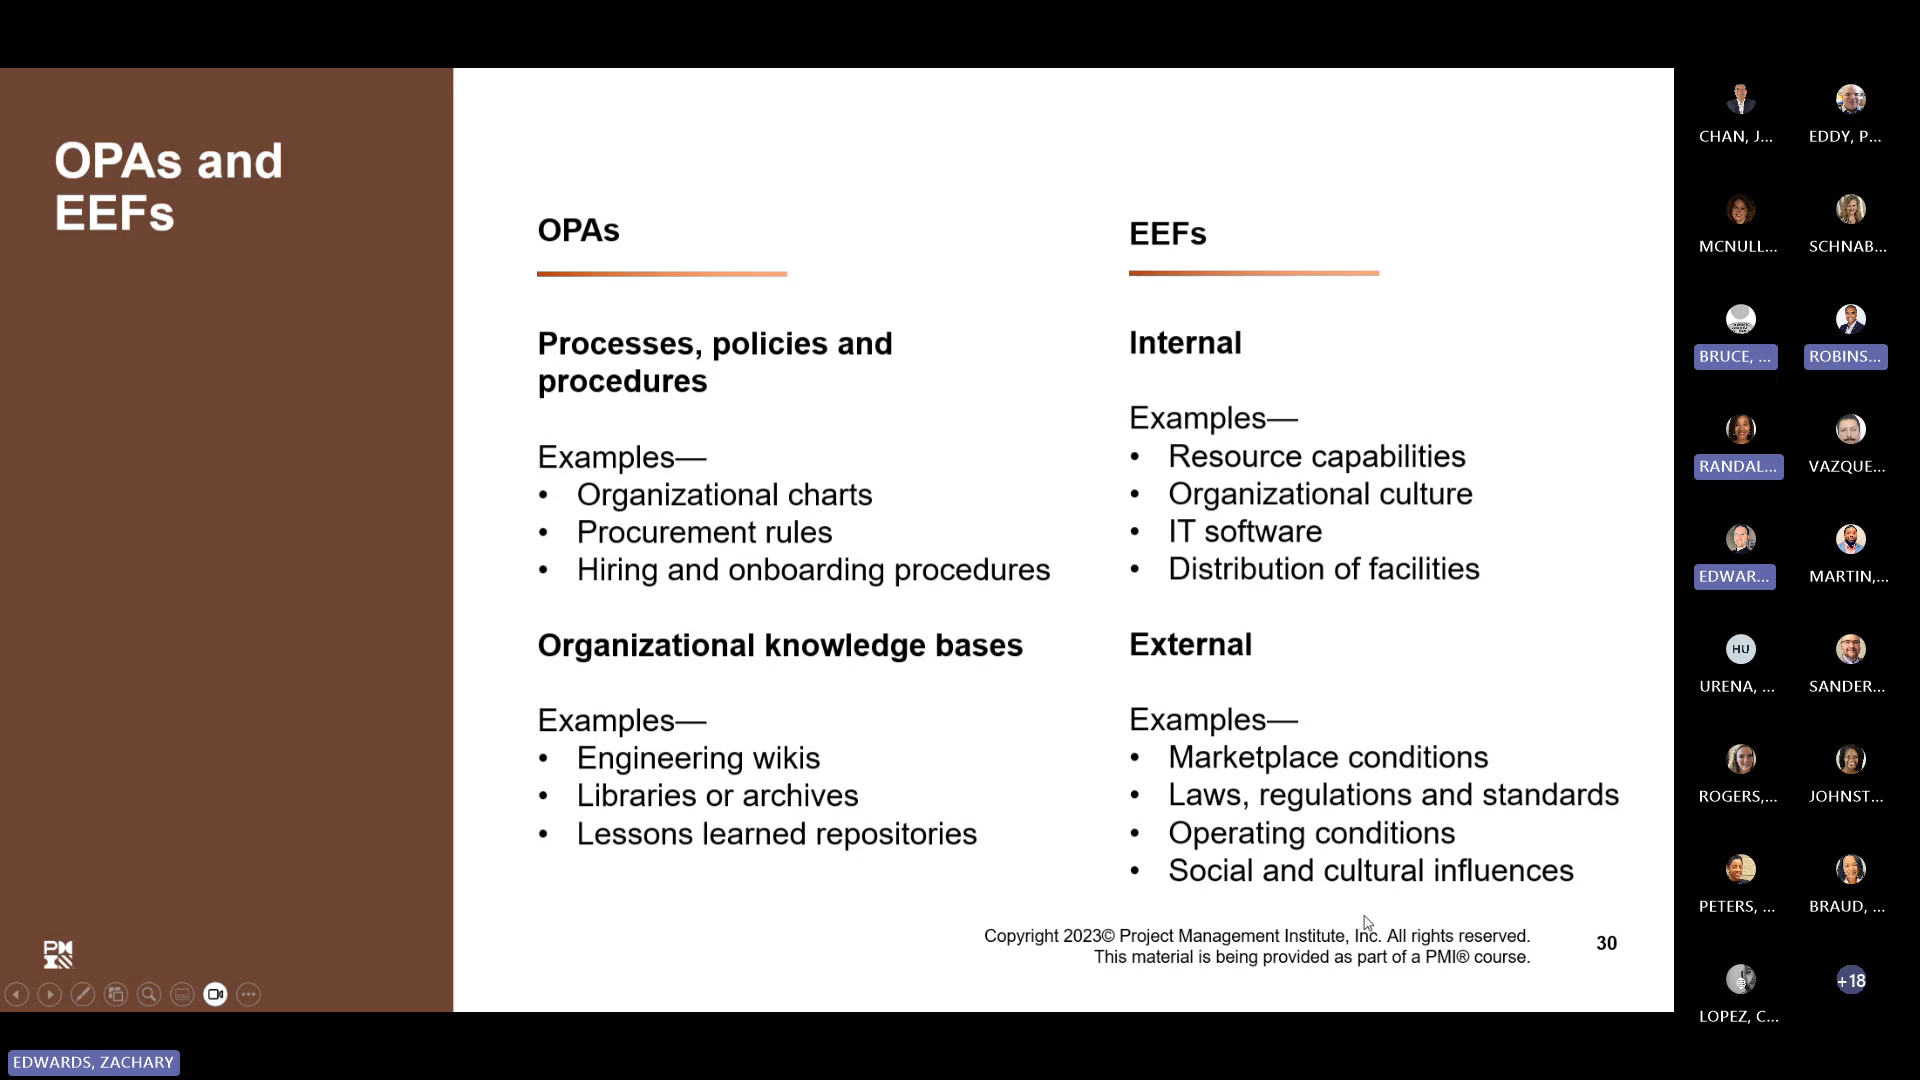 OPAs and
EEFs
OPAs
Processes, policies and
procedures
Examples—
• Organizational charts
• Procurement rules
• Hiring and onboarding procedures
Organizational knowledge bases
Examples—
• Engineering wikis
• Libraries or archives
• Lessons learned repositories
EEFs
Internal
Examples—
• Resource capabilities
• Organizational culture
• IT software
• Distribution of facilities
External
Examples—
• Marketplace conditions
• Laws, regulations and standards
• Operating conditions
• Social and cultural influences
Copyright 2023© Project Management Institute, Inc. All rights reserved.
This material is being provided as part of a PMI® course.
30
PMI
EDWARDS, ZACHARY
CHAN, J...
EDDY, P...
MCNULL...
SCHNAB...
BRUCE, ...
ROBINS...
RANDAL...
VAZQUE...
EDWAR...
MARTIN,...
HU
URENA, ...
SANDER...
ROGERS,...
JOHNST...
PETERS, ...
BRAUD, ...
LOPEZ, C...
+18